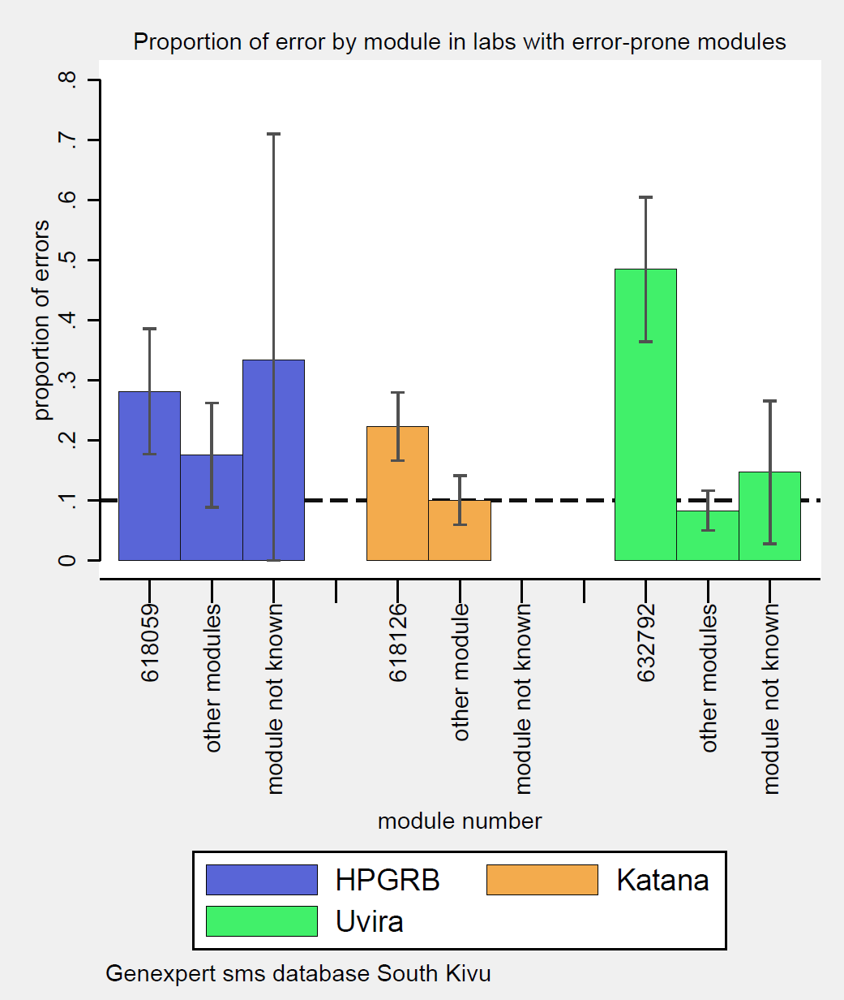 Proportion of error by module in labs with error-prone modules
proportion of errors
.8
.7
.6
.5
.4
.3
.2
.1
0
618059
other modules
module not known
618126
other module
module not known
632792
other modules
module not known
module number
HPGRB
Katana
Uvira
Genexpert sms database South Kivu